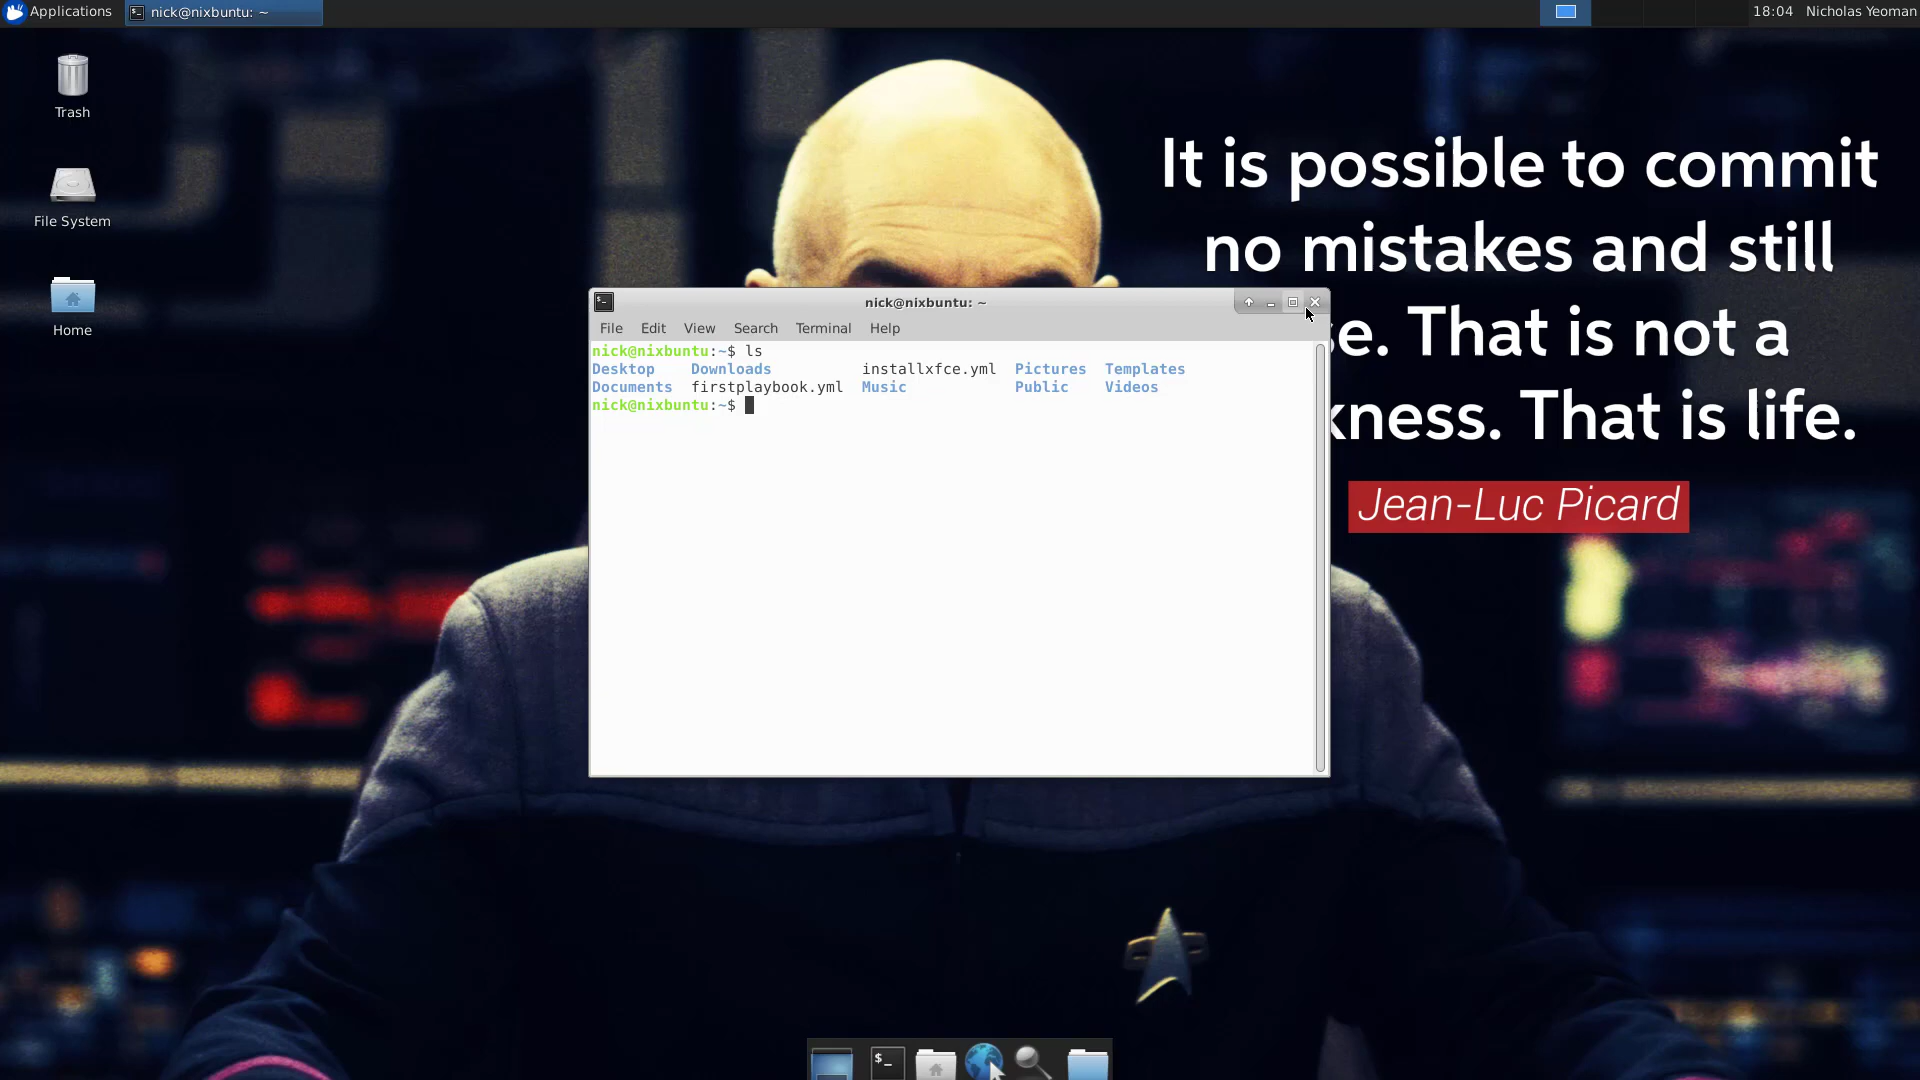 Applications
nick@nixbuntu: ~
18:04 Nicholas Yeoman
Trash
File System
Home
It is possible to commit
no mistakes and still
e. That is not a
kness. That is life.
Jean-Luc Picard
nick@nixbuntu: ~
File Edit View Search Terminal Help
nick@nixbuntu:~$ ls
Desktop Downloads installxfce.yml Pictures Templates
Documents firstplaybook.yml Music Public Videos
nick@nixbuntu:~$
$_